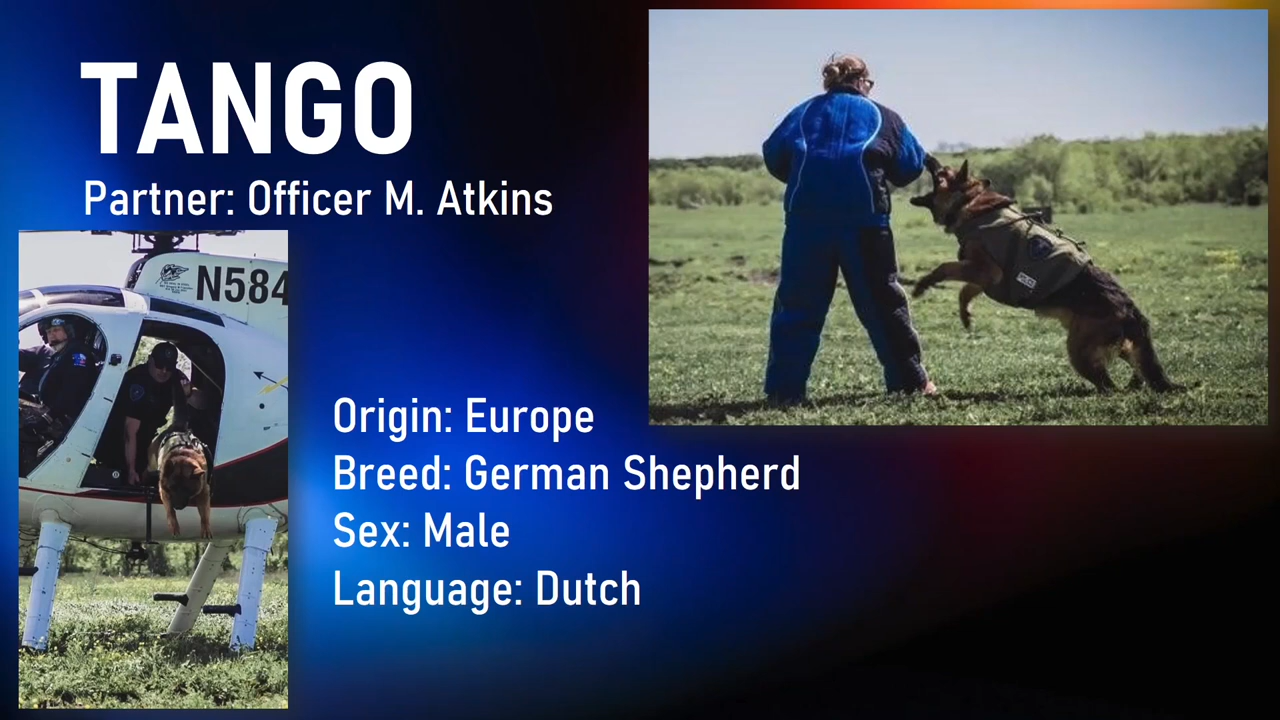 TANGO
Partner: Officer M. Atkins
N584
Origin: Europe
Breed: German Shepherd
Sex: Male
Language: Dutch